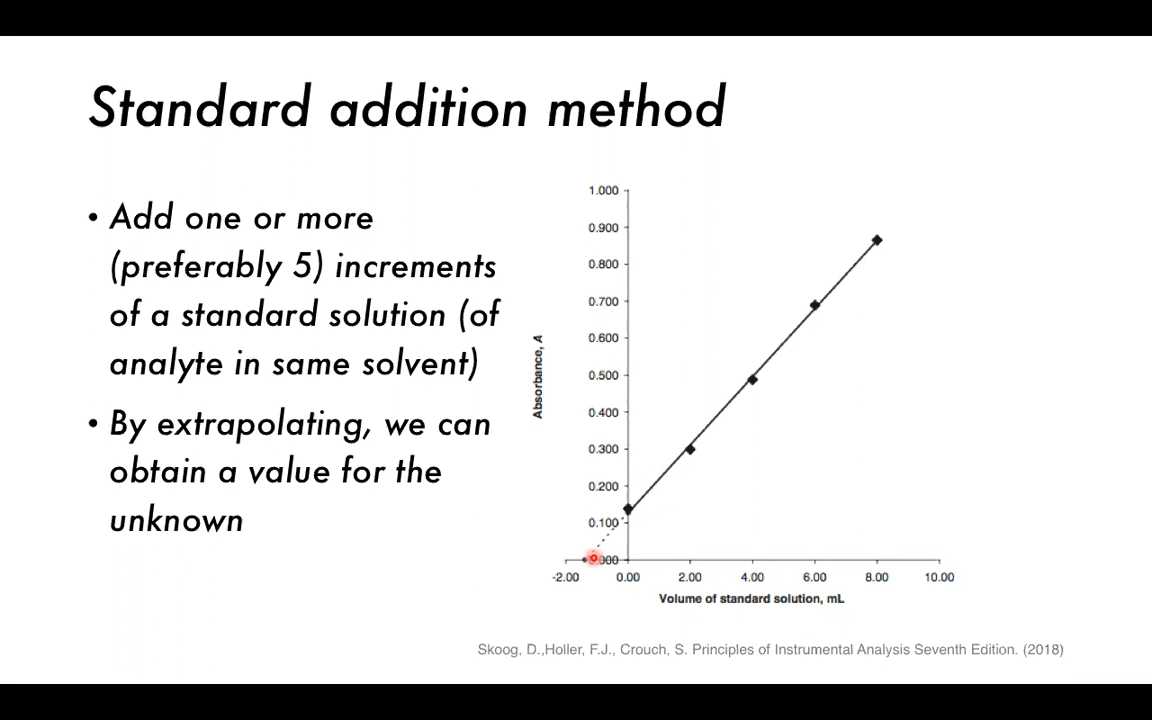 Standard addition method
• Add one or more
(preferably 5) increments
of a standard solution (of
analyte in same solvent)
• By extrapolating, we can
obtain a value for the
unknown
1.000
0.900
0.800
0.700
0.600
0.500
0.400
0.300
0.200
0.100
Absorbance, A
-2.00 0.00 2.00 4.00 6.00 8.00 10.00
Volume of standard solution, mL
Skoog, D.,Holler, F.J., Crouch, S. Principles of Instrumental Analysis Seventh Edition. (2018)